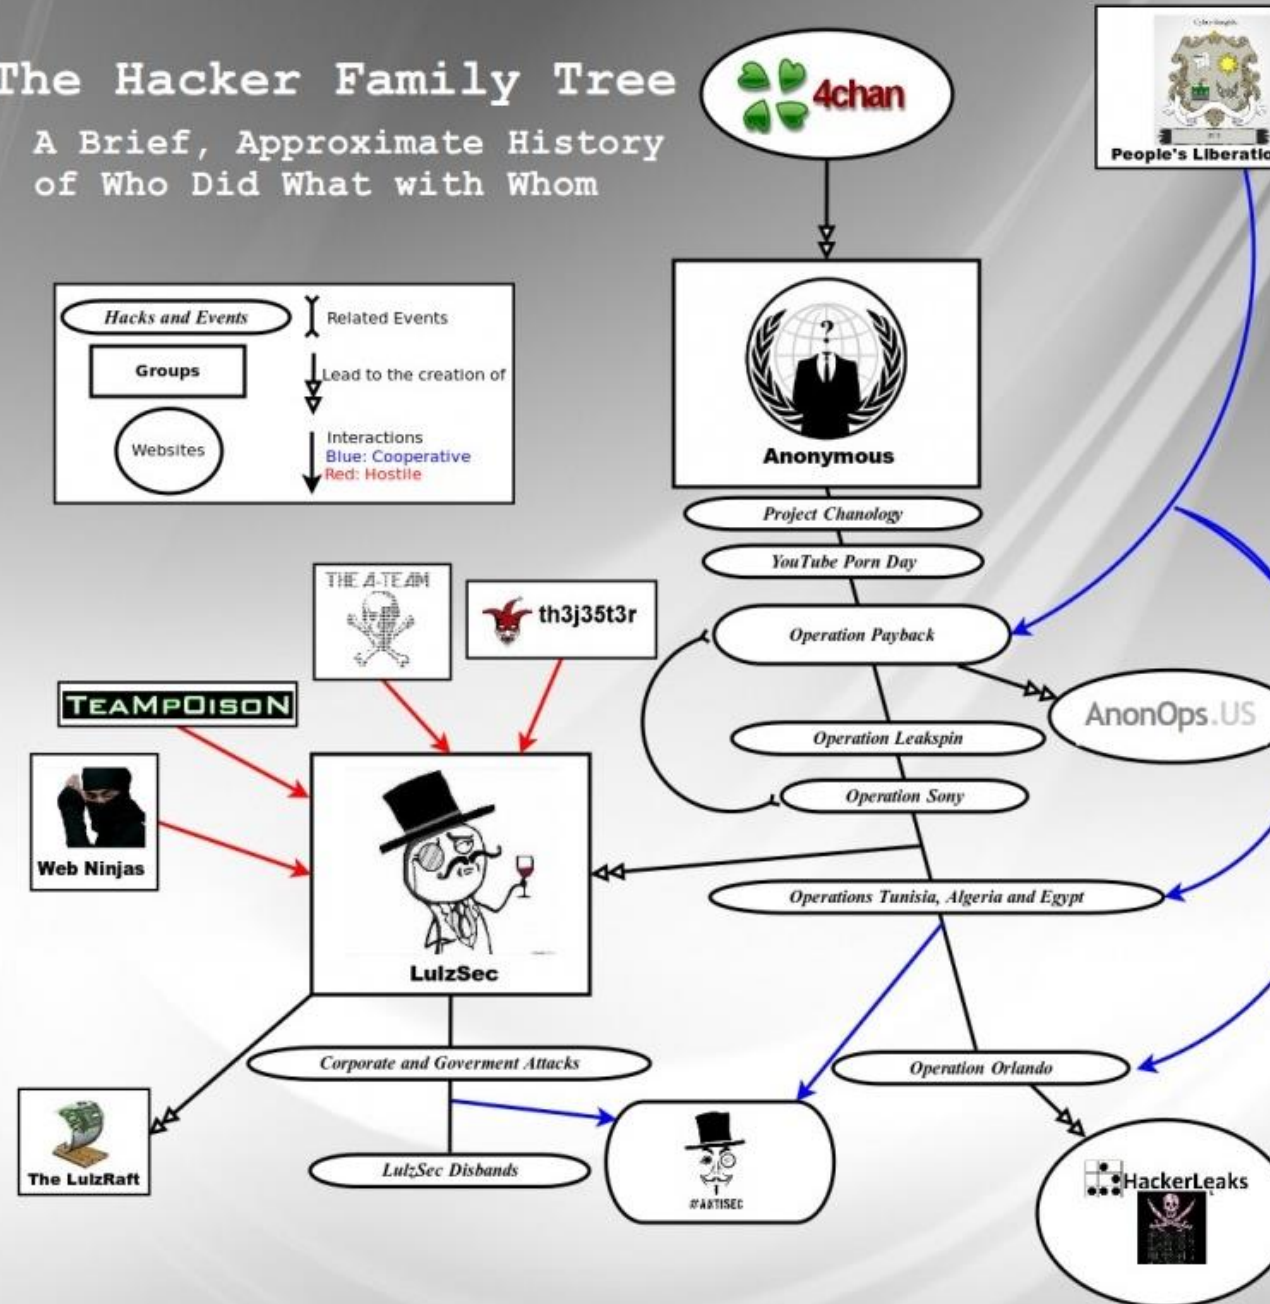 The Hacker Family Tree
A Brief, Approximate History
of Who Did What with Whom
4chan
People's Liberatio
Hacks and Events
Related Events
Groups
Lead to the creation of
Websites
Interactions
Blue: Cooperative
Red: Hostile
?
Anonymous
Project Chanology
YouTube Porn Day
THE A-TEAM
th3j35t3r
Operation Payback
TEAMPOISON
AnonOps.US
Operation Leakspin
Operation Sony
Web Ninjas
Operations Tunisia, Algeria and Egypt
LulzSec
Corporate and Goverment Attacks
Operation Orlando
The LulzRaft
LulzSec Disbands
#ANTISEC
HackerLeaks